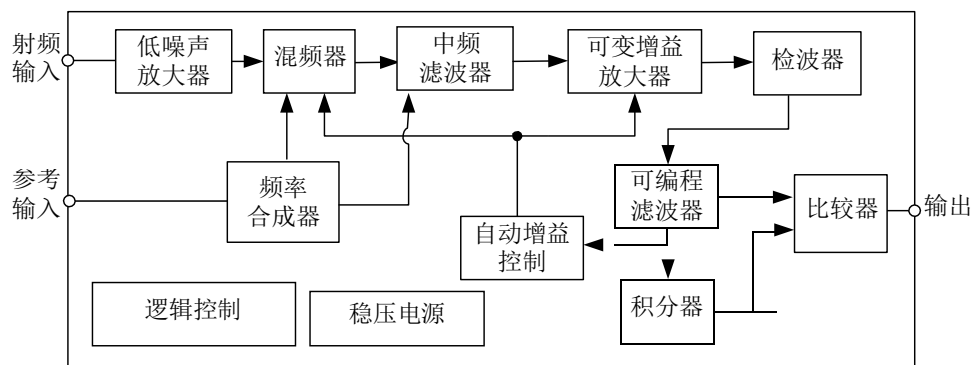 射频
输入
低噪声
放大器
混频器
中频
滤波器
可变增益
放大器
检波器
参考
输入
频率
合成器
自动增益
控制
可编程
滤波器
比较器
输出
逻辑控制
稳压电源
积分器